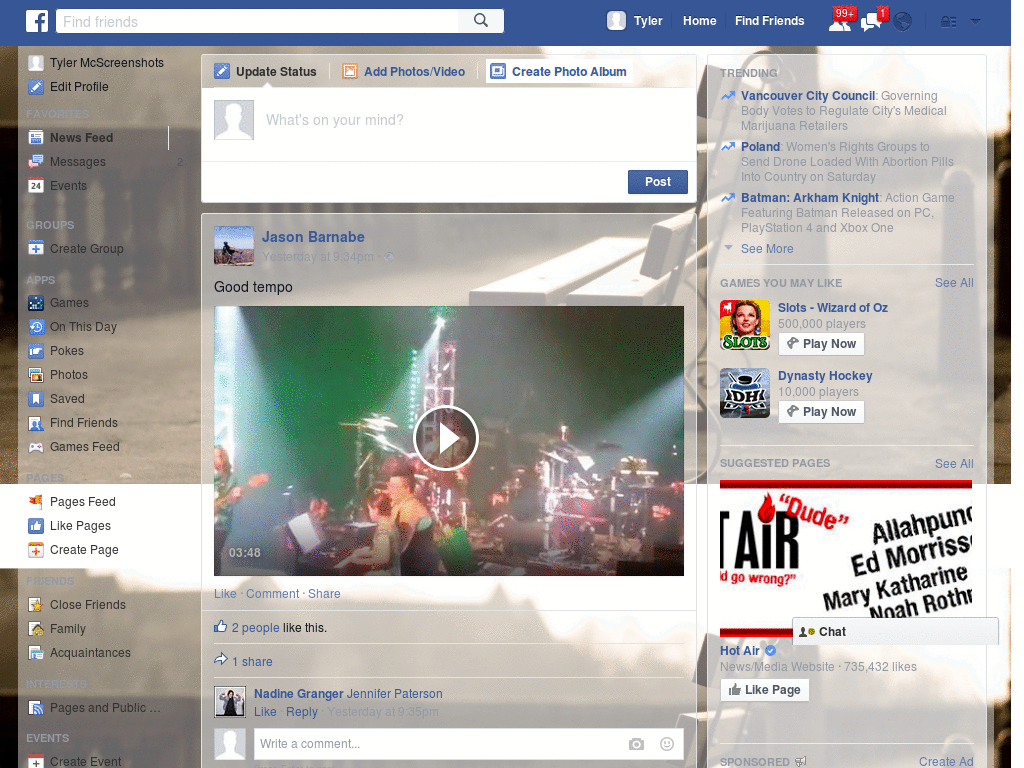 Find friends
Tyler
Home
Find Friends
99+
1
Tyler McScreenshots
Edit Profile
FAVORITES
News Feed
Messages 2
24 Events
GROUPS
Create Group
APPS
Games
On This Day
Pokes
Photos
Saved
Find Friends
Games Feed
PAGES
Pages Feed
Like Pages
Create Page
FRIENDS
Close Friends
Family
Acquaintances
INTERESTS
Pages and Public ...
EVENTS
Create Event
Update Status
Add Photos/Video
Create Photo Album
What's on your mind?
Post
Jason Barnabe
Yesterday at 9:34pm ·
Good tempo
03:48
Like · Comment · Share
2 people like this.
1 share
Nadine Granger Jennifer Paterson
Like · Reply · Yesterday at 9:35pm
Write a comment...
TRENDING
Vancouver City Council: Governing
Body Votes to Regulate City's Medical
Marijuana Retailers
Poland: Women's Rights Groups to
Send Drone Loaded With Abortion Pills
Into Country on Saturday
Batman: Arkham Knight: Action Game
Featuring Batman Released on PC,
PlayStation 4 and Xbox One
See More
GAMES YOU MAY LIKE See All
SLOTS
Slots - Wizard of Oz
500,000 players
Play Now
DH
Dynasty Hockey
10,000 players
Play Now
SUGGESTED PAGES See All
"Dude"
T AIR
d go wrong?"
Allahpunc
Ed Morriss
Mary Katharine
Noah Roth
Chat
Hot Air
News/Media Website · 735,432 likes
Like Page
SPONSORED Create Ad